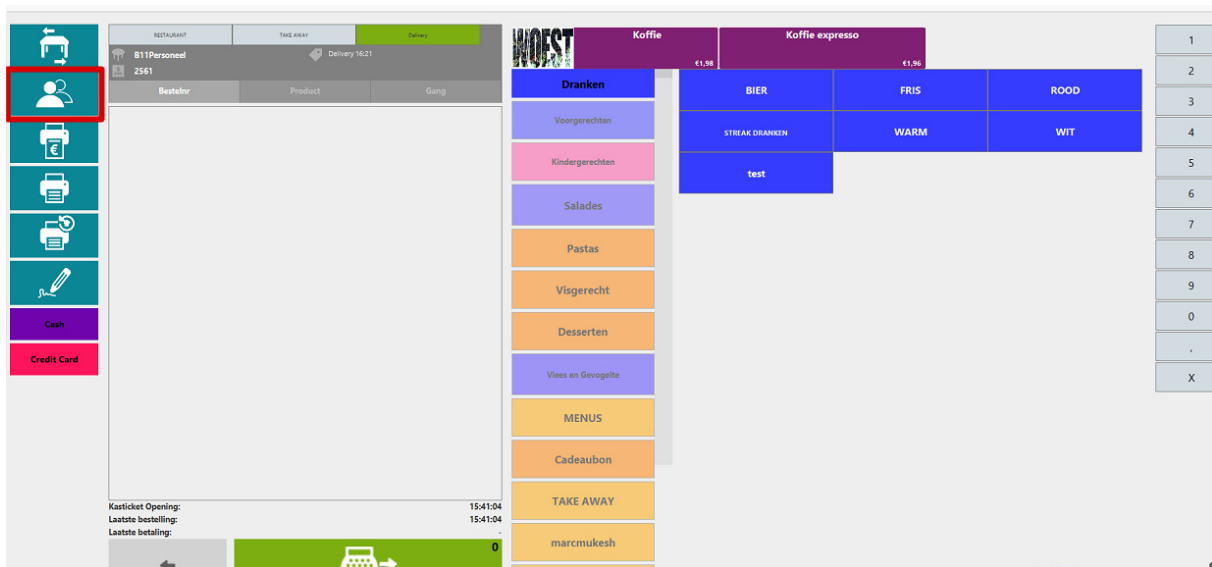 RESTAURANT
TAKE AWAY
Delivery
B11Personeel
Delivery 16:21
2561
Bestelnr
Product
Gang
€
Cash
Credit Card
Kasticket Opening:
15:41:04
Laatste bestelling:
15:41:04
Laatste betaling:
-
0
WOEST
Koffie
€1,98
Koffie expresso
€1,96
Dranken
Voorgerechten
Kindergerechten
Salades
Pastas
Visgerecht
Desserten
Vlees en Gevogelte
MENUS
Cadeaubon
TAKE AWAY
marcmukesh
BIER
FRIS
ROOD
STREAK DRANKEN
WARM
WIT
test
1
2
3
4
5
6
7
8
9
0
,
X